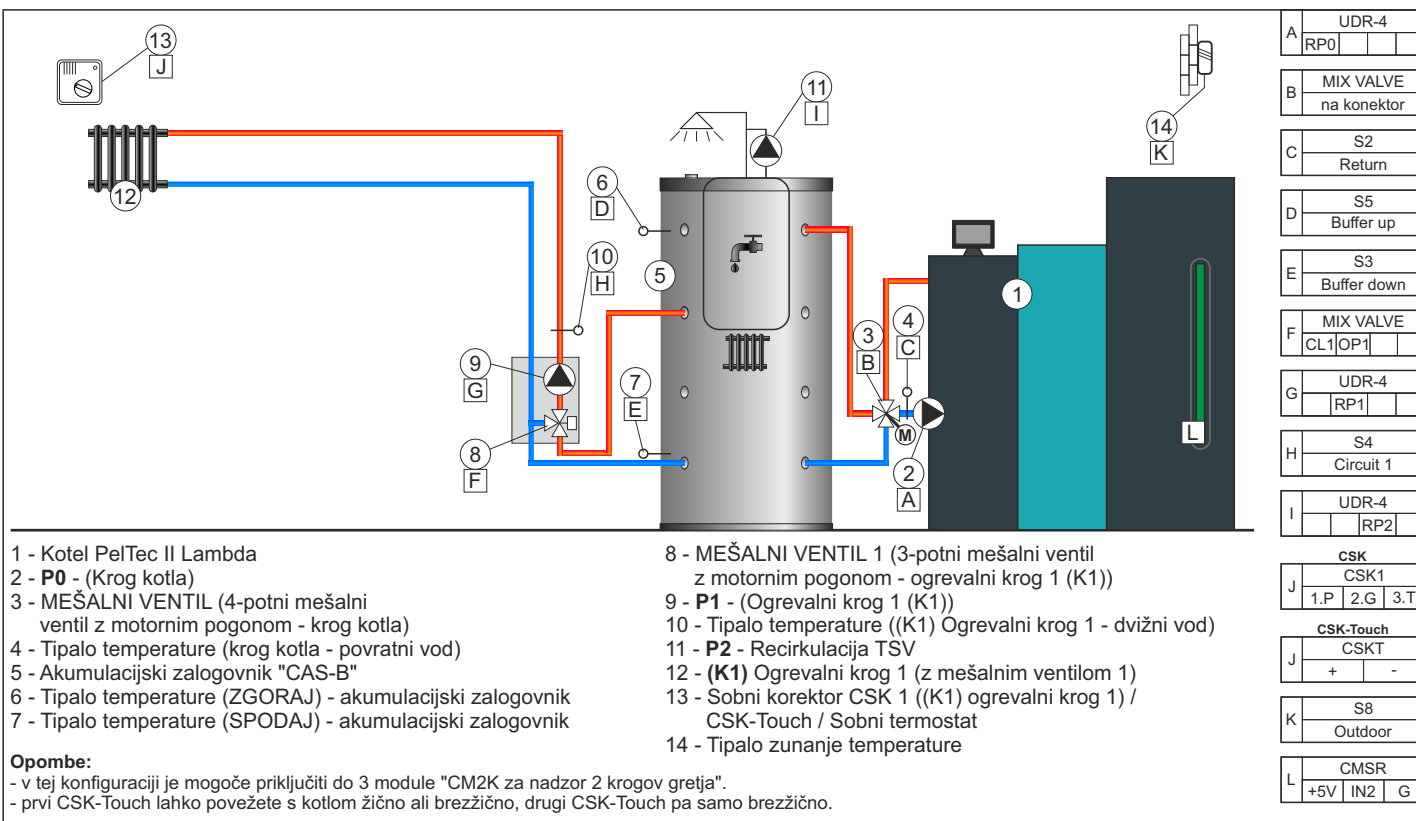 13
J
12
10
H
9
G
8
F
6
D
5
7
E
11
I
3
B
4
C
M
2
A
1
14
K
L
1 - Kotel PelTec II Lambda
2 - P0 - (Krog kotla)
3 - MEŠALNI VENTIL (4-potni mešalni
ventil z motornim pogonom - krog kotla)
4 - Tipalo temperature (krog kotla - povratni vod)
5 - Akumulacijski zalogovnik "CAS-B"
6 - Tipalo temperature (ZGORAJ) - akumulacijski zalogovnik
7 - Tipalo temperature (SPODAJ) - akumulacijski zalogovnik
8 - MEŠALNI VENTIL 1 (3-potni mešalni ventil
z motornim pogonom - ogrevalni krog 1 (K1))
9 - P1 - (Ogrevalni krog 1 (K1))
10 - Tipalo temperature ((K1) Ogrevalni krog 1 - dvižni vod)
11 - P2 - Recirkulacija TSV
12 - (K1) Ogrevalni krog 1 (z mešalnim ventilom 1)
13 - Sobni korektor CSK 1 ((K1) ogrevalni krog 1) /
CSK-Touch / Sobni termostat
14 - Tipalo zunanje temperature
Opombe:
- v tej konfiguraciji je mogoče priključiti do 3 module "CM2K za nadzor 2 krogov gretja".
- prvi CSK-Touch lahko povežete s kotlom žično ali brezžično, drugi CSK-Touch pa samo brezžično.
A UDR-4
RP0
B MIX VALVE
na konektor
C S2
Return
D S5
Buffer up
E S3
Buffer down
F MIX VALVE
CL1 OP1
G UDR-4
RP1
H S4
Circuit 1
I UDR-4
RP2
CSK
J CSK1
1.P 2.G 3.T
CSK-Touch
J CSKT
+ -
K S8
Outdoor
L CMSR
+5V IN2 G